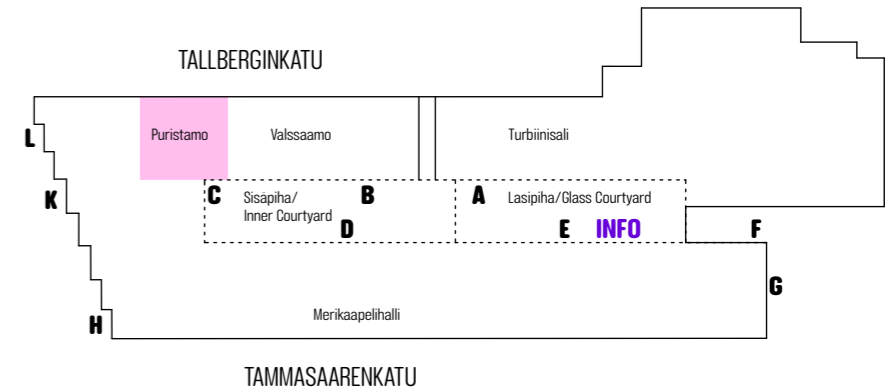 TALLBERGINKATU
L
Puristamo
Valssaamo
Turbiinisali
K
C
Sisäpiha/
Inner Courtyard
B
A
Lasipiha/Glass Courtyard
D
E
INFO
F
G
H
Merikaapelihalli
TAMMASAARENKATU